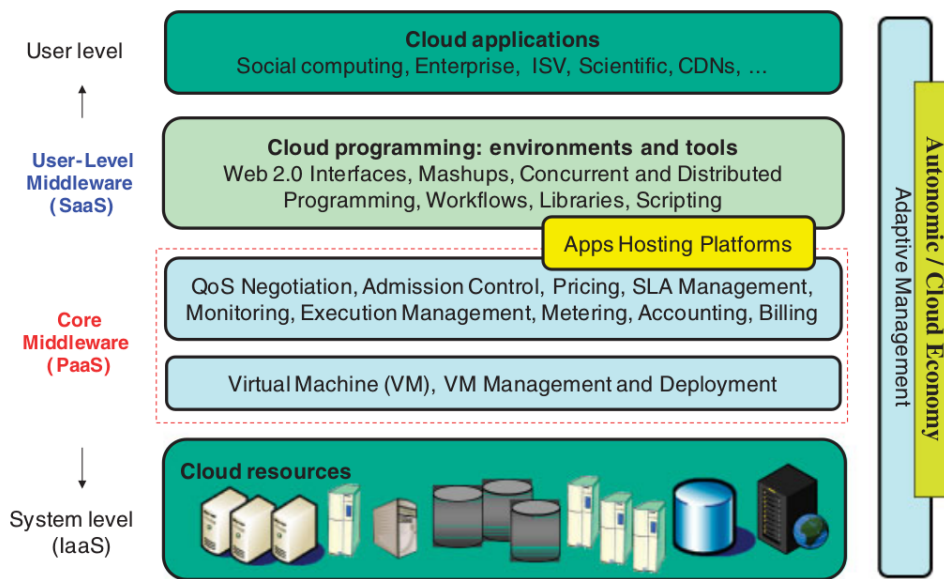 User level
Cloud applications
Social computing, Enterprise, ISV, Scientific, CDNs, ...
User-Level
Middleware
(SaaS)
Cloud programming: environments and tools
Web 2.0 Interfaces, Mashups, Concurrent and Distributed
Programming, Workflows, Libraries, Scripting
Apps Hosting Platforms
Core
Middleware
(PaaS)
QoS Negotiation, Admission Control, Pricing, SLA Management,
Monitoring, Execution Management, Metering, Accounting, Billing
Virtual Machine (VM), VM Management and Deployment
System level
(IaaS)
Cloud resources
Adaptive Management
Autonomic / Cloud Economy